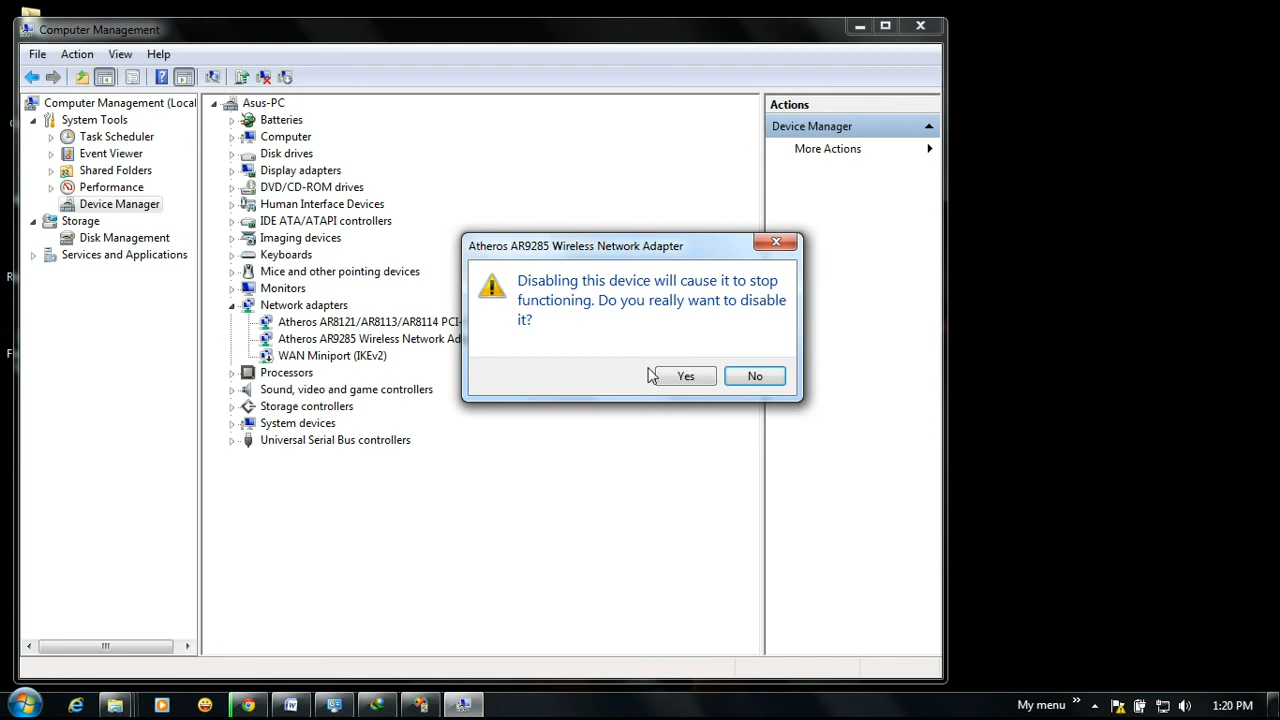 Computer Management
File Action View Help
Computer Management (Local
System Tools
Task Scheduler
Event Viewer
Shared Folders
Performance
Device Manager
Storage
Disk Management
Services and Applications
Asus-PC
Batteries
Computer
Disk drives
Display adapters
DVD/CD-ROM drives
Human Interface Devices
IDE ATA/ATAPI controllers
Imaging devices
Keyboards
Mice and other pointing devices
Monitors
Network adapters
Atheros AR8121/AR8113/AR8114 PCI-
Atheros AR9285 Wireless Network Ad
WAN Miniport (IKEv2)
Processors
Sound, video and game controllers
Storage controllers
System devices
Universal Serial Bus controllers
Actions
Device Manager
More Actions
Atheros AR9285 Wireless Network Adapter
Disabling this device will cause it to stop
functioning. Do you really want to disable
it?
Yes No
My menu 1:20 PM